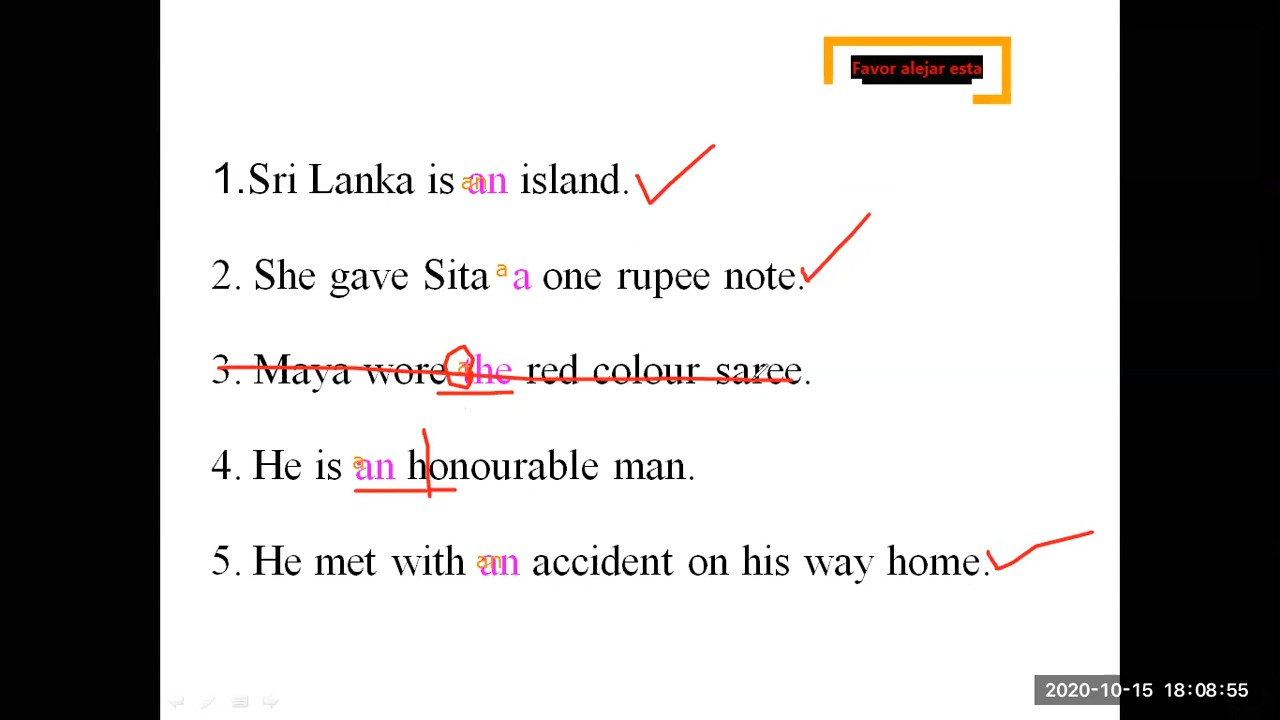 Favor alejar esta
1.Sri Lanka is an an island.
2. She gave Sita a a one rupee note.
3. Maya wore a the red colour saree.
4. He is a an honourable man.
5. He met with an an accident on his way home.
2020-10-15 18:08:55